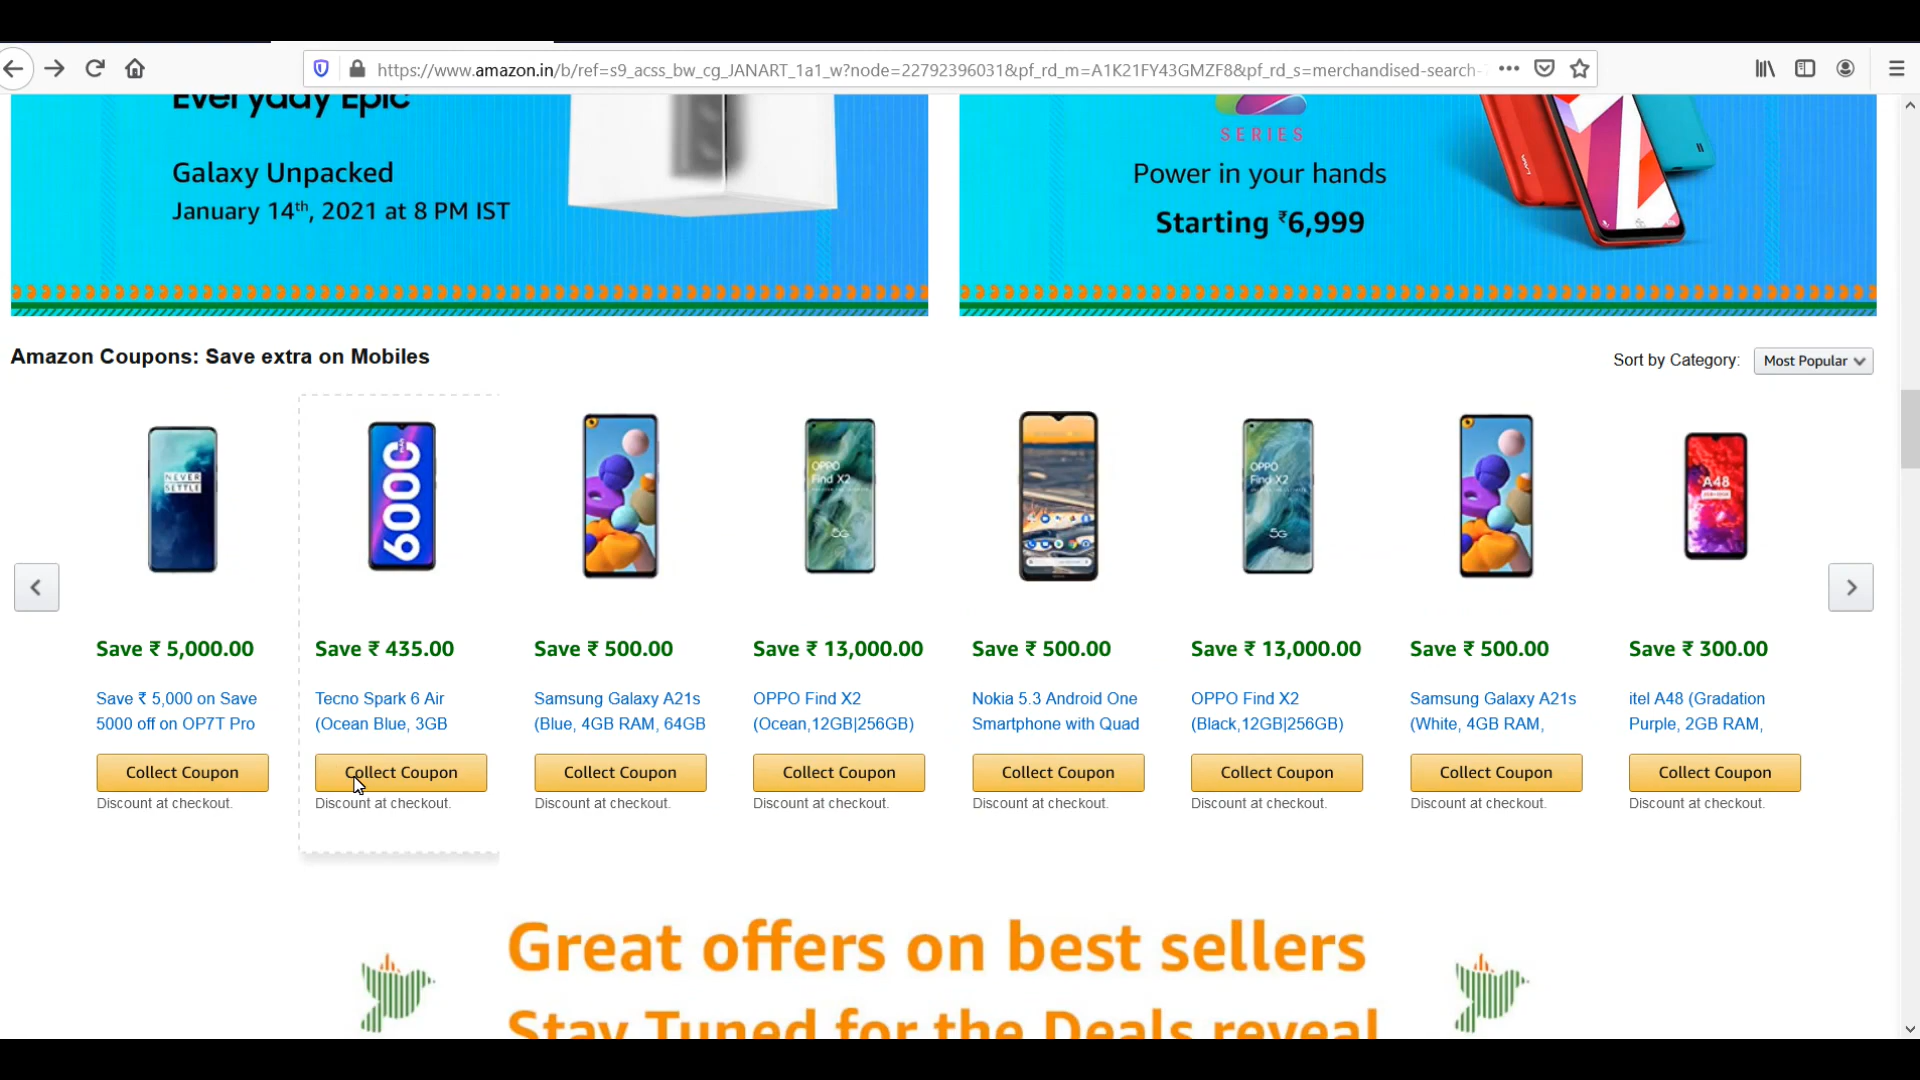 https://www.amazon.in/b/ref=s9_acss_bw_cg_JANART_1a1_w?node=22792396031&pf_rd_m=A1K21FY43GMZF8&pf_rd_s=merchandised-search-
Everyday Epic
Galaxy Unpacked
January 14th, 2021 at 8 PM IST
SERIES
Power in your hands
Starting ₹6,999
vivo
Amazon Coupons: Save extra on Mobiles
Sort by Category: Most Popular
NEVER
SETTLE
6000
mAh
OPPO
Find X2
5G
OPPO
Find X2
5G
A48
Save ₹ 5,000.00
Save ₹ 435.00
Save ₹ 500.00
Save ₹ 13,000.00
Save ₹ 500.00
Save ₹ 13,000.00
Save ₹ 500.00
Save ₹ 300.00
Save ₹ 5,000 on Save
5000 off on OP7T Pro
Tecno Spark 6 Air
(Ocean Blue, 3GB
Samsung Galaxy A21s
(Blue, 4GB RAM, 64GB
OPPO Find X2
(Ocean,12GB|256GB)
Nokia 5.3 Android One
Smartphone with Quad
OPPO Find X2
(Black,12GB|256GB)
Samsung Galaxy A21s
(White, 4GB RAM,
itel A48 (Gradation
Purple, 2GB RAM,
Collect Coupon
Collect Coupon
Collect Coupon
Collect Coupon
Collect Coupon
Collect Coupon
Collect Coupon
Collect Coupon
Discount at checkout.
Discount at checkout.
Discount at checkout.
Discount at checkout.
Discount at checkout.
Discount at checkout.
Discount at checkout.
Discount at checkout.
Great offers on best sellers
Stay Tuned for the Deals reveal